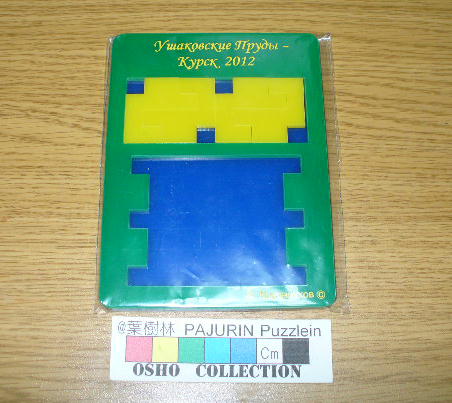 Ушаковские Пруды –
Курск, 2012
©
@葉樹林 PAJURIN Puzzlein
Cm
OSHO COLLECTION